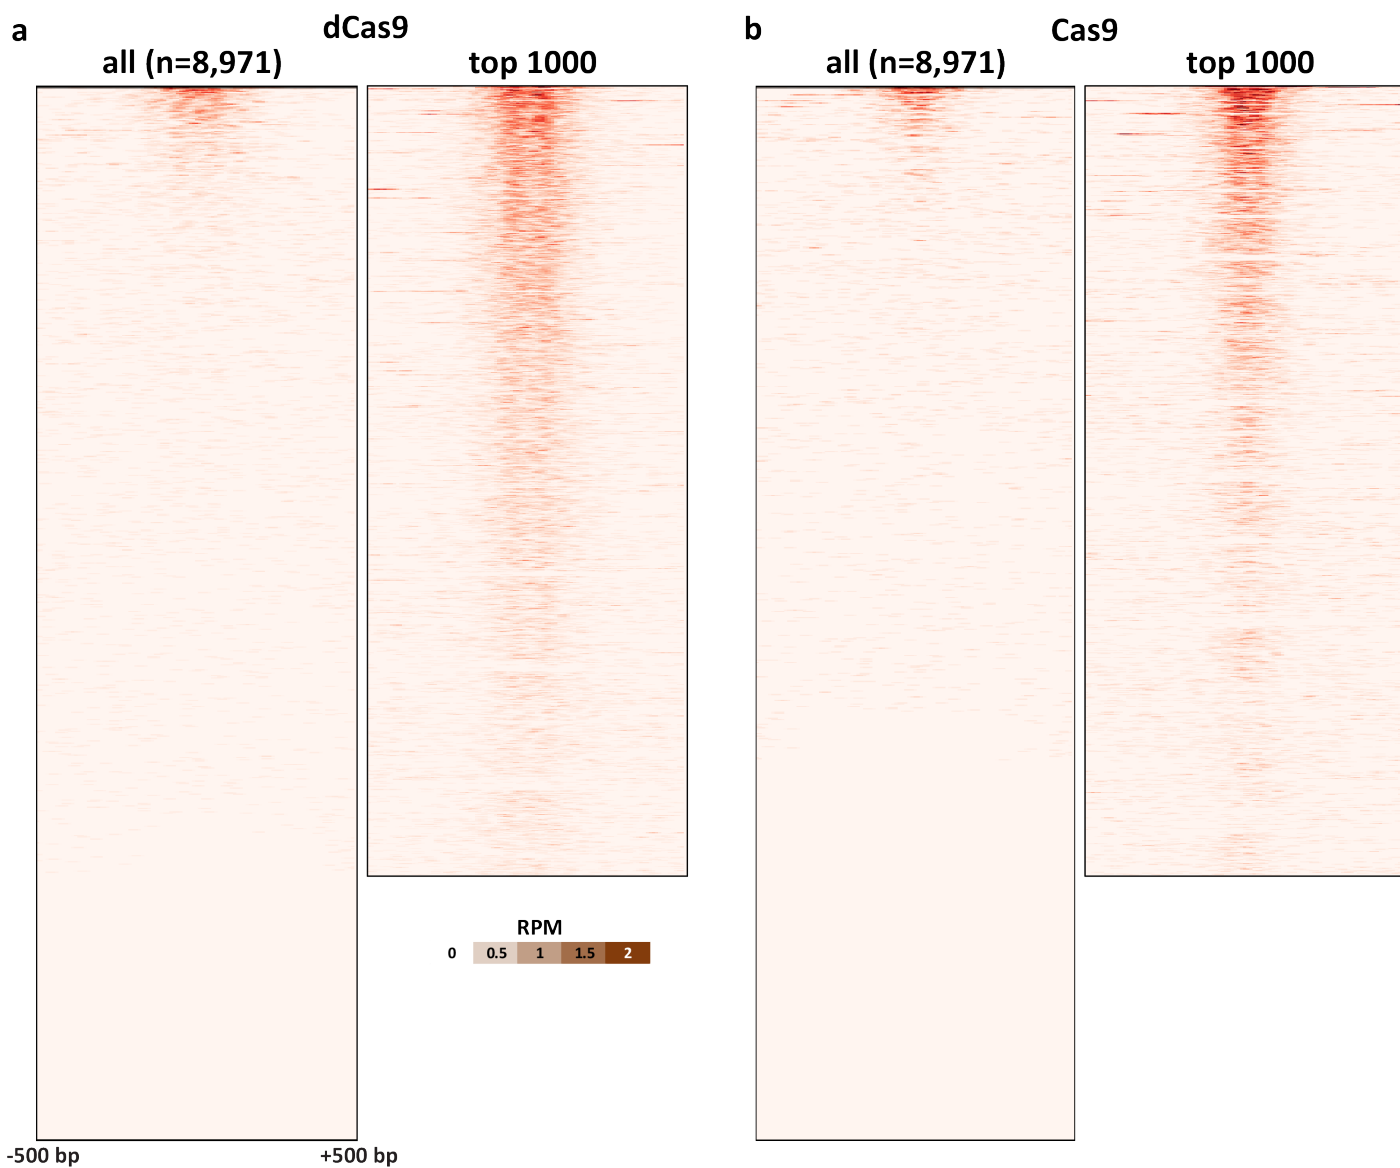 a
dCas9
all (n=8,971)
top 1000
b
Cas9
all (n=8,971)
top 1000
RPM
0 0.5 1 1.5 2
-500 bp
+500 bp